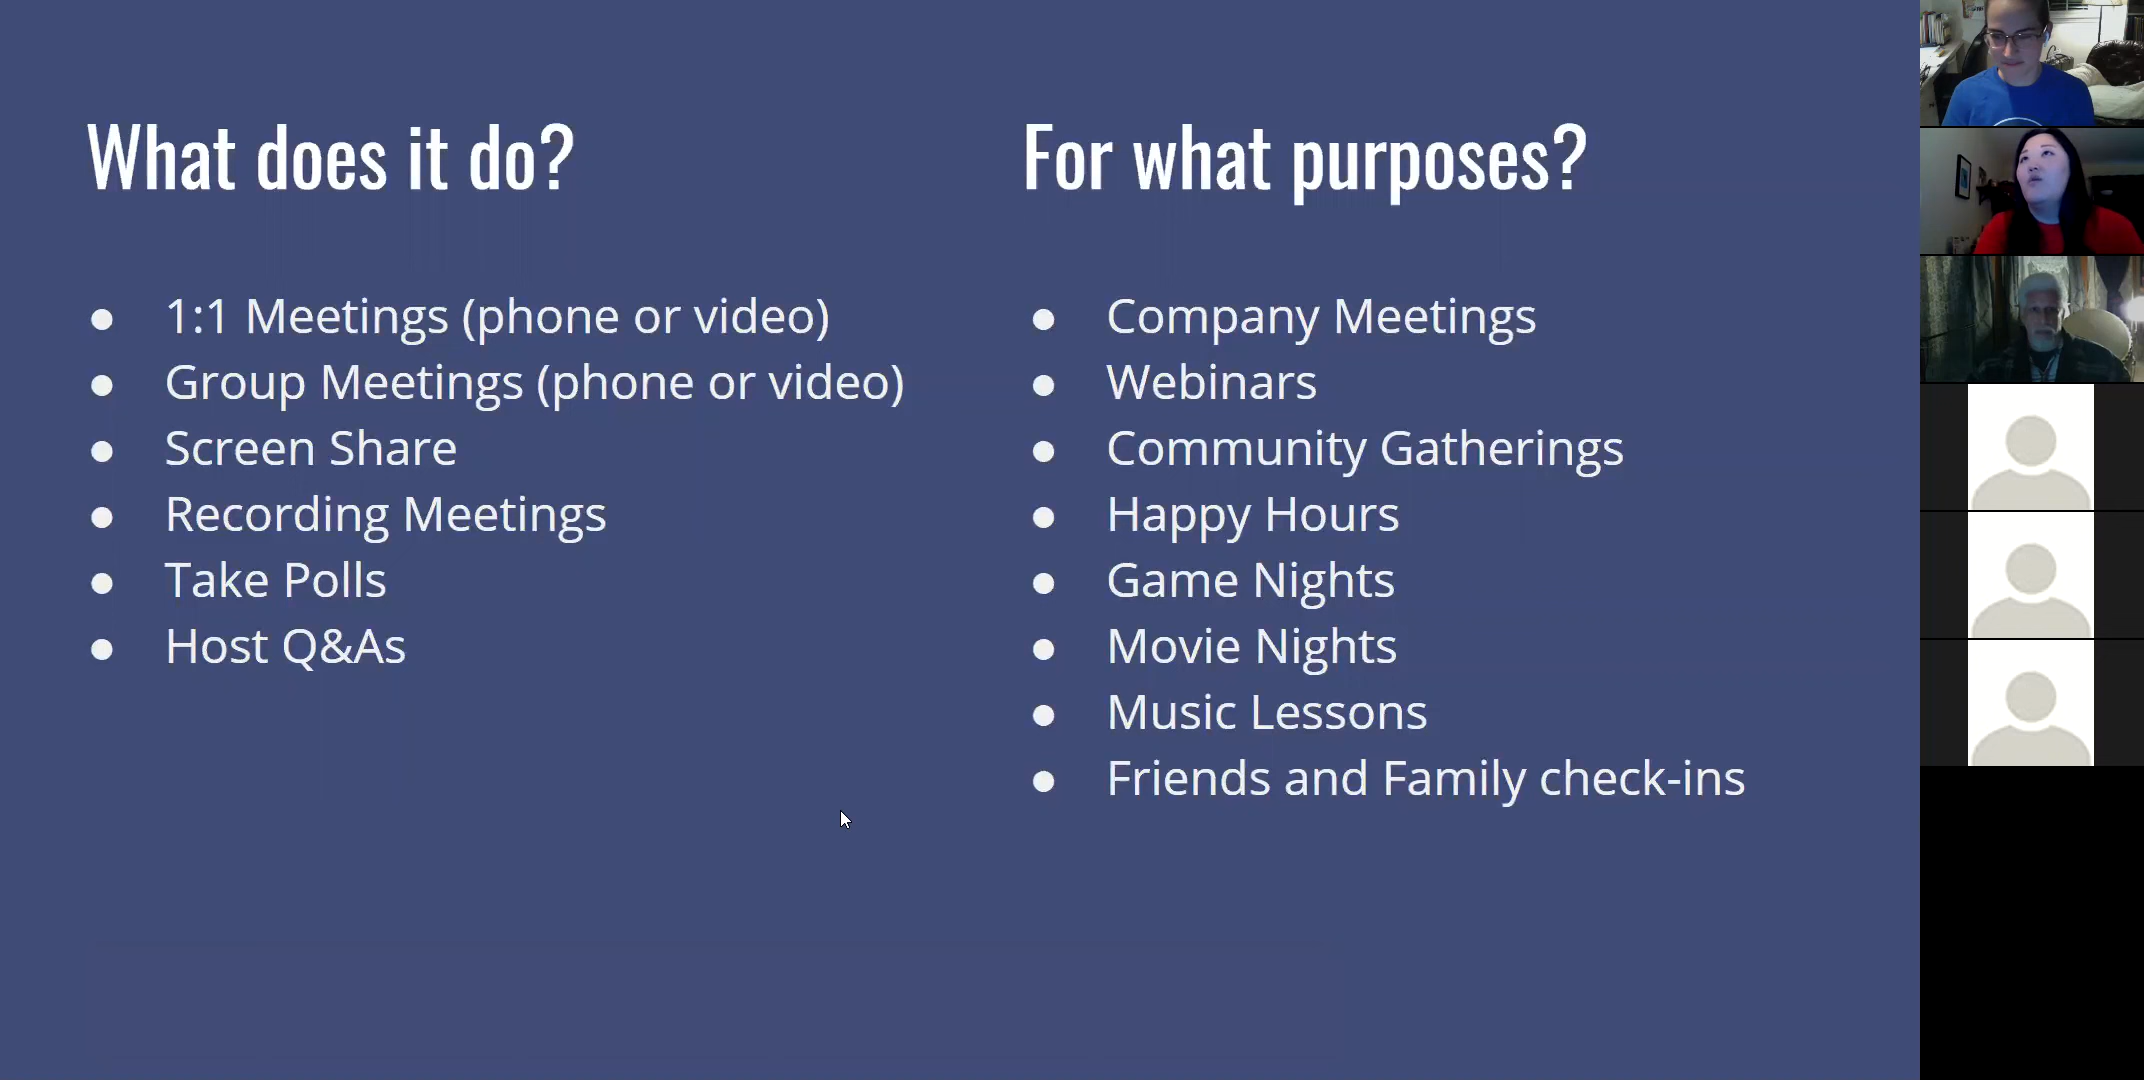 What does it do?
1:1 Meetings (phone or video)
Group Meetings (phone or video)
Screen Share
Recording Meetings
Take Polls
Host Q&As
For what purposes?
Company Meetings
Webinars
Community Gatherings
Happy Hours
Game Nights
Movie Nights
Music Lessons
Friends and Family check-ins